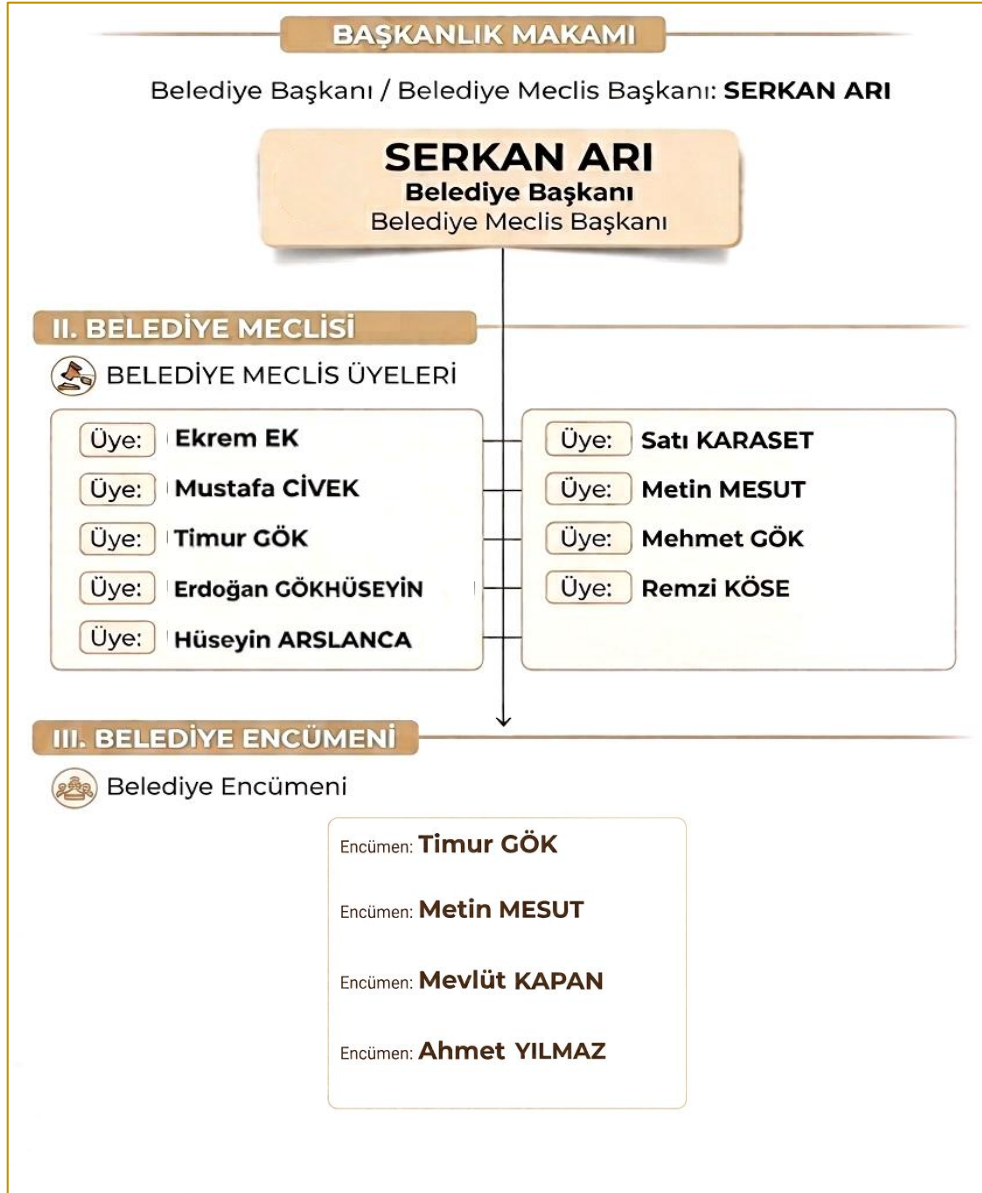 BAŞKANLIK MAKAMI
Belediye Başkanı / Belediye Meclis Başkanı: SERKAN ARI
SERKAN ARI
Belediye Başkanı
Belediye Meclis Başkanı
II. BELEDİYE MECLİSİ
BELEDİYE MECLİS ÜYELERİ
Üye: Ekrem EK
Üye: Mustafa CİVEK
Üye: Timur GÖK
Üye: Erdoğan GÖKHÜSEYİN
Üye: Hüseyin ARSLANCA
Üye: Satı KARASET
Üye: Metin MESUT
Üye: Mehmet GÖK
Üye: Remzi KÖSE
III. BELEDİYE ENCÜMENİ
Belediye Encümeni
Encümen: Timur GÖK
Encümen: Metin MESUT
Encümen: Mevlüt KAPAN
Encümen: Ahmet YILMAZ